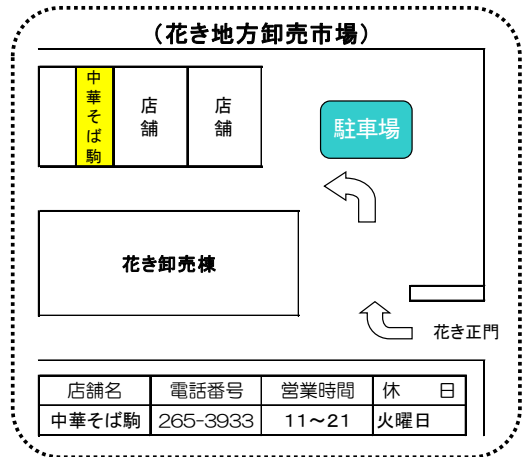 (花き地方卸売市場)
中華そば駒
店舗
店舗
駐車場
花き卸売棟
花き正門
店舗名 電話番号 営業時間 休 日
中華そば駒 265-3933 11～21 火曜日